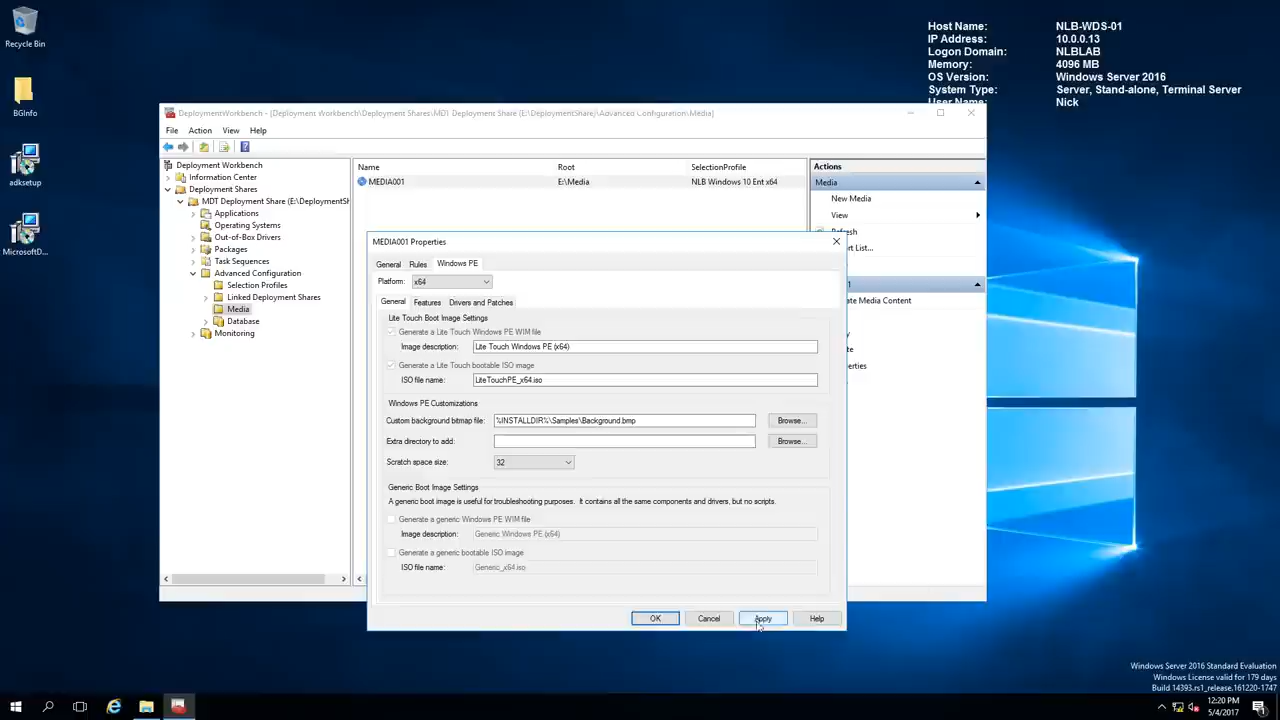 Recycle Bin
BGInfo
adksetup
MicrosoftD...
Host Name: NLB-WDS-01
IP Address: 10.0.0.13
Logon Domain: NLBLAB
Memory: 4096 MB
OS Version: Windows Server 2016
System Type: Server, Stand-alone, Terminal Server
User Name: Nick
DeploymentWorkbench - [Deployment Workbench\Deployment Shares\MDT Deployment Share (E:\DeploymentShare)\Advanced Configuration\Media]
File Action View Help
Deployment Workbench
Information Center
Deployment Shares
MDT Deployment Share (E:\DeploymentSh
Applications
Operating Systems
Out-of-Box Drivers
Packages
Task Sequences
Advanced Configuration
Selection Profiles
Linked Deployment Shares
Media
Database
Monitoring
Name Root SelectionProfile
MEDIA001 E:\Media NLB Windows 10 Ent x64
Actions
Media
New Media
View
Refresh
ort List...
1
ate Media Content
y
te
perties
MEDIA001 Properties
General Rules Windows PE
Platform: x64
General Features Drivers and Patches
Lite Touch Boot Image Settings
Generate a Lite Touch Windows PE WIM file
Image description: Lite Touch Windows PE (x64)
Generate a Lite Touch bootable ISO image
ISO file name: LiteTouchPE_x64.iso
Windows PE Customizations
Custom background bitmap file: %INSTALLDIR%\Samples\Background.bmp Browse...
Extra directory to add: Browse...
Scratch space size: 32
Generic Boot Image Settings
A generic boot image is useful for troubleshooting purposes. It contains all the same components and drivers, but no scripts.
Generate a generic Windows PE WIM file
Image description: Generic Windows PE (x64)
Generate a generic bootable ISO image
ISO file name: Generic_x64.iso
OK Cancel Apply Help
Windows Server 2016 Standard Evaluation
Windows License valid for 179 days
Build 14393.rs1_release.161220-1747
12:20 PM
5/4/2017